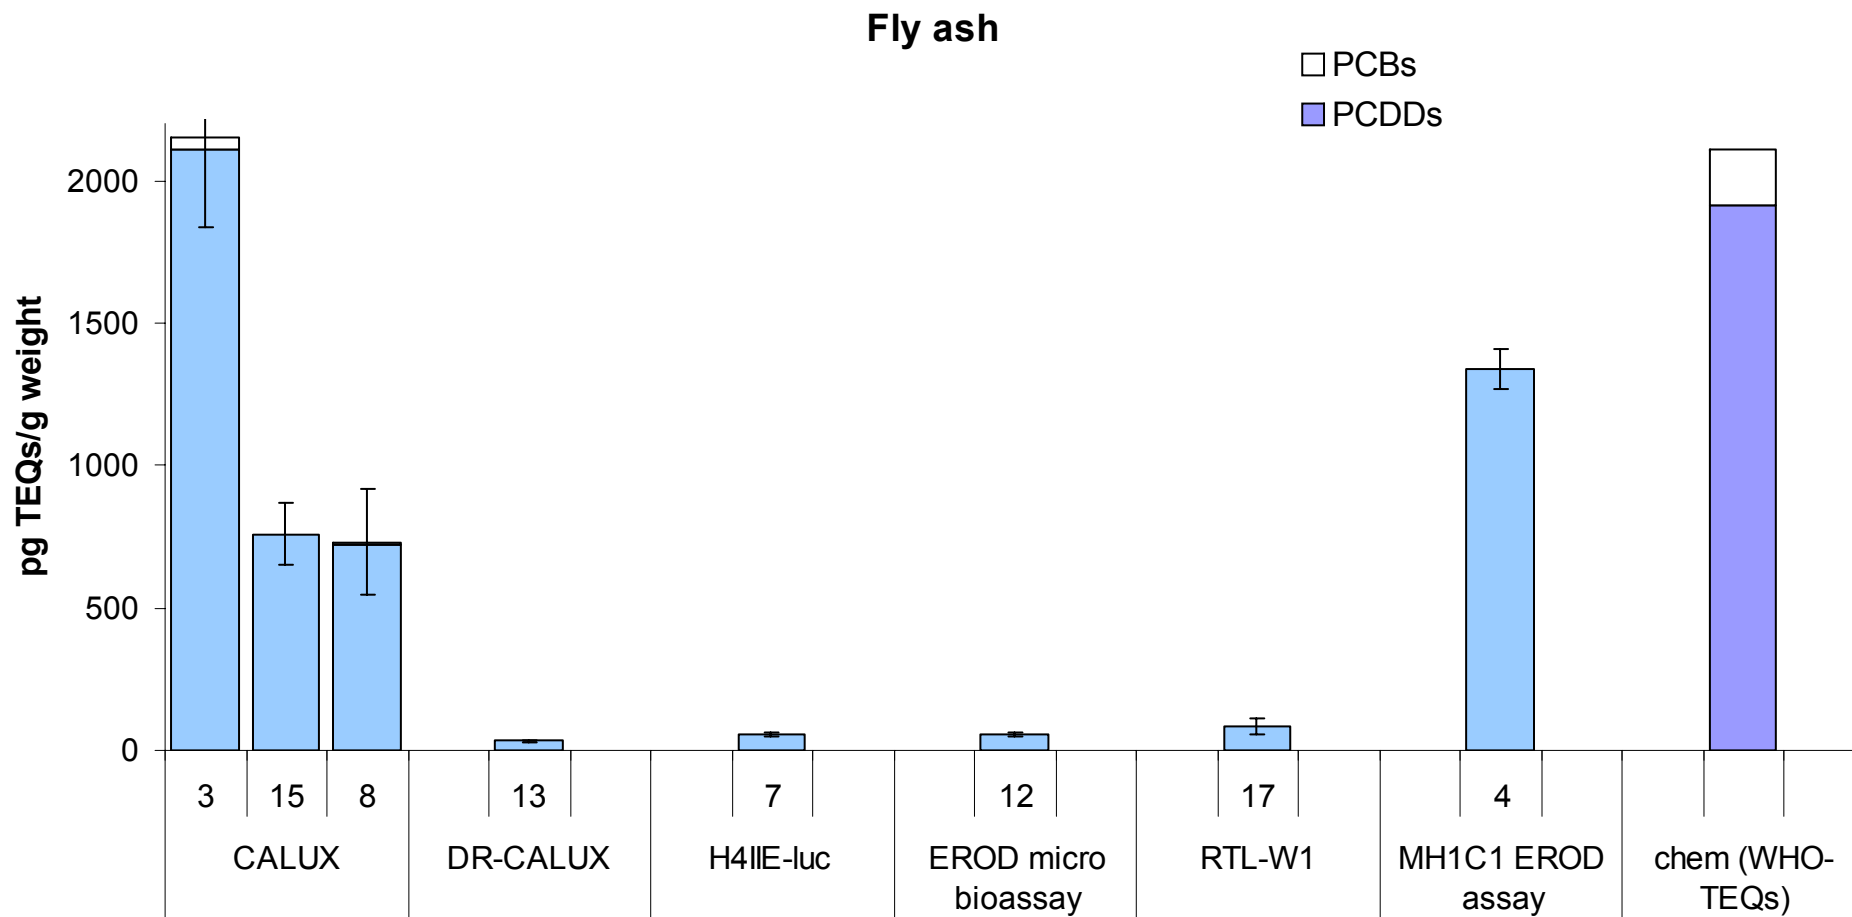 Fly ash
PCBs
PCDDs
pg TEQs/g weight
2000
1500
1000
500
0
3 15 8 13 7 12 17 4
CALUX DR-CALUX H4IIE-luc EROD micro RTL-W1 MH1C1 EROD chem (WHO-
bioassay assay TEQs)